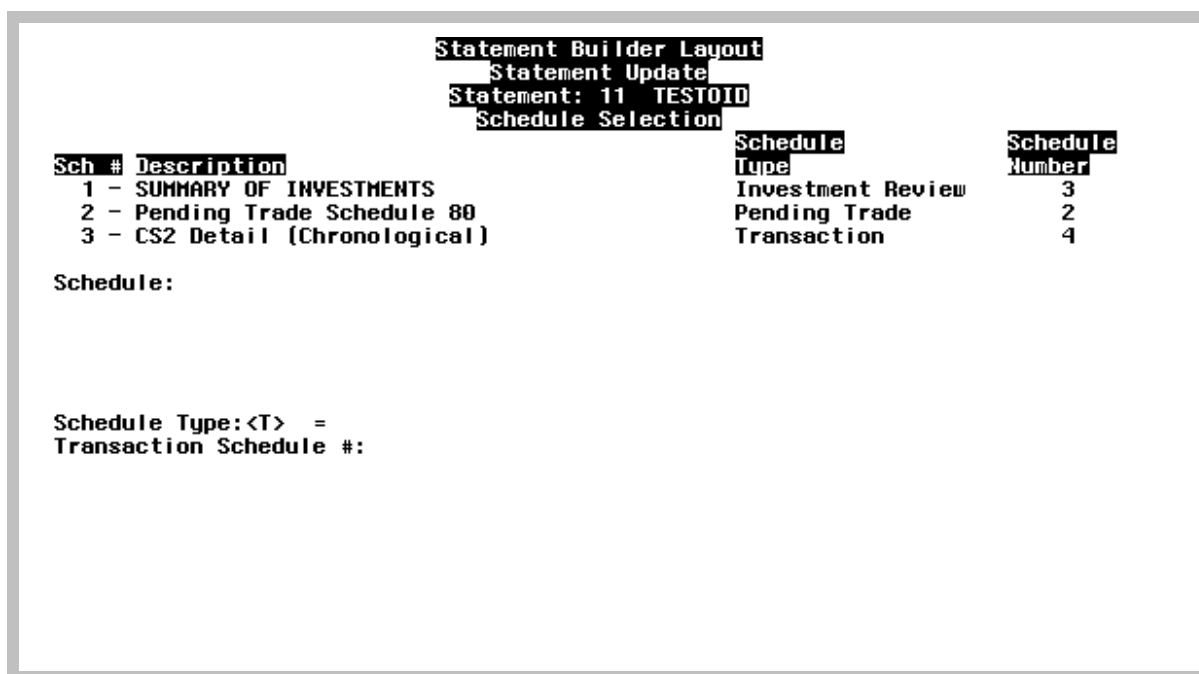 Statement Builder Layout
Statement Update
Statement: 11 TESTOID
Schedule Selection
Schedule Schedule
Sch # Description Type Number
1 - SUMMARY OF INVESTMENTS Investment Review 3
2 - Pending Trade Schedule 80 Pending Trade 2
3 - CS2 Detail (Chronological) Transaction 4
Schedule:
Schedule Type:<T> =
Transaction Schedule #: